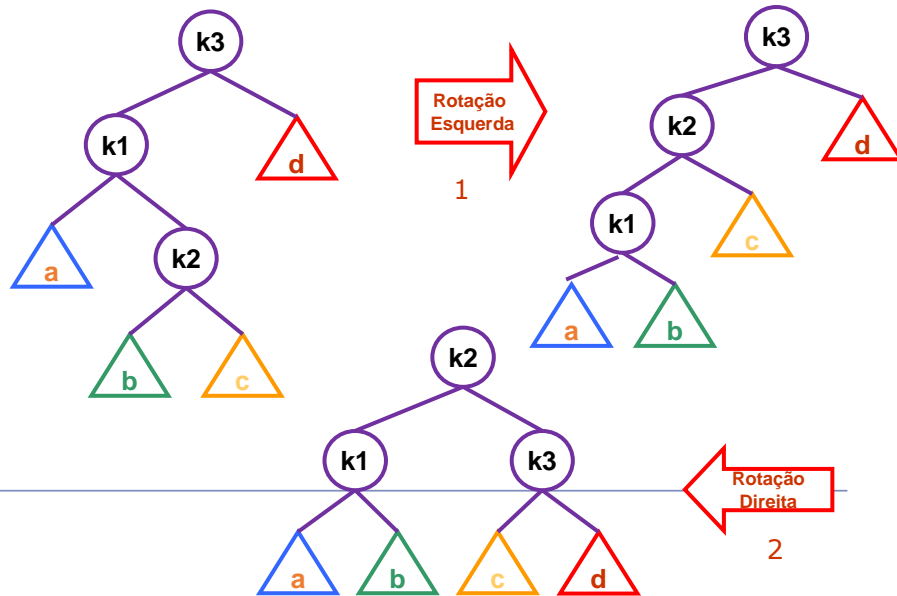 k3
k1
d
a
k2
b
c
Rotação
Esquerda
1
k3
k2
d
k1
c
a
b
k2
k1
k3
a
b
c
d
Rotação
Direita
2